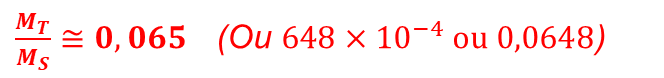 M_T/M_S ≅ 0,065 (Ou 648 × 10⁻⁴ ou 0,0648)